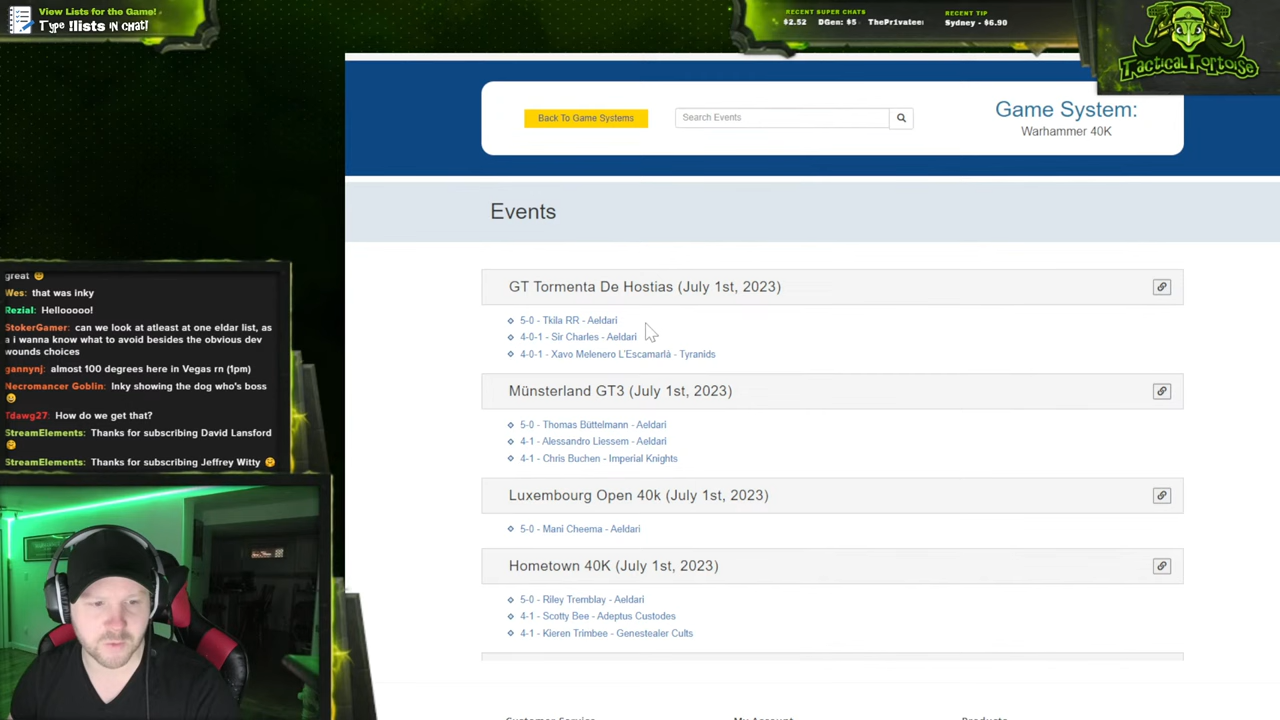 View Lists for the Game!
Type !lists in chat!
RECENT SUPER CHATS
$2.52 DGen: $5 ThePrivatee:
RECENT TIP
Sydney - $6.90
TacticalTortoise
Back To Game Systems
Search Events
Game System:
Warhammer 40K
Events
GT Tormenta De Hostias (July 1st, 2023)
5-0 - Tkila RR - Aeldari
4-0-1 - Sir Charles - Aeldari
4-0-1 - Xavo Melenero L'Escamarlà - Tyranids
Münsterland GT3 (July 1st, 2023)
5-0 - Thomas Büttelmann - Aeldari
4-1 - Alessandro Liessem - Aeldari
4-1 - Chris Buchen - Imperial Knights
Luxembourg Open 40k (July 1st, 2023)
5-0 - Mani Cheema - Aeldari
Hometown 40K (July 1st, 2023)
5-0 - Riley Tremblay - Aeldari
4-1 - Scotty Bee - Adeptus Custodes
4-1 - Kieren Trimbee - Genestealer Cults
great
Wes: that was inky
Rezial: Hellooooo!
StokerGamer: can we look at atleast at one eldar list, as
a i wanna know what to avoid besides the obvious dev
wounds choices
gannynj: almost 100 degrees here in Vegas rn (1pm)
Necromancer Goblin: Inky showing the dog who's boss
Tdawg27: How do we get that?
StreamElements: Thanks for subscribing David Lansford
StreamElements: Thanks for subscribing Jeffrey Witty